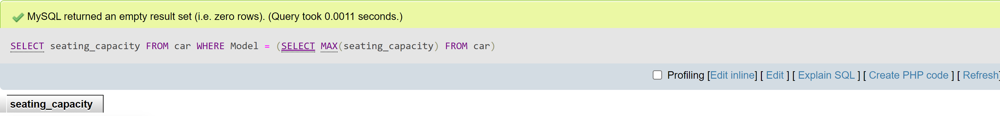 MySQL returned an empty result set (i.e. zero rows). (Query took 0.0011 seconds.)
SELECT seating_capacity FROM car WHERE Model = (SELECT MAX(seating_capacity) FROM car)
Profiling [Edit inline] [ Edit ] [ Explain SQL ] [ Create PHP code ] [ Refresh]
seating_capacity